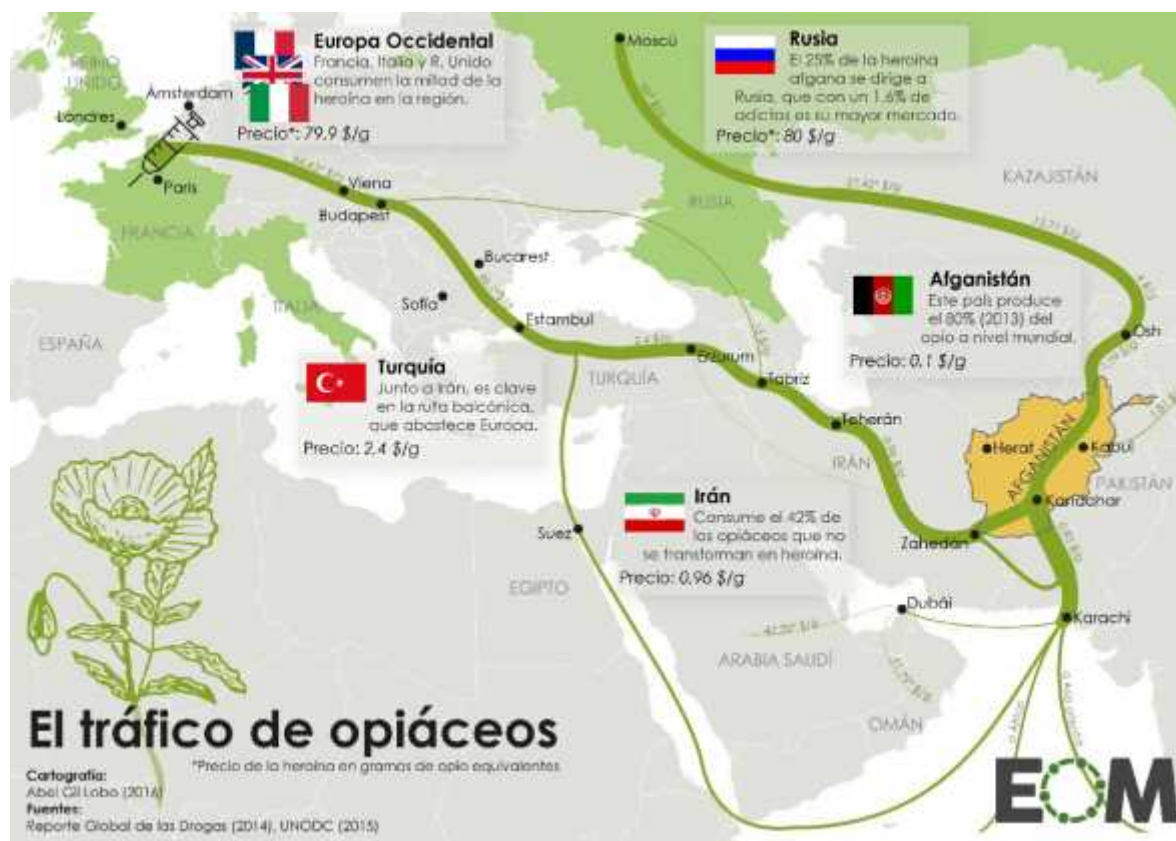 Europa Occidental
Francia, Italia y R. Unido
consumen la mitad de la
heroína en la región.
Precio*: 79,9 $/g
Rusia
El 25% de la heroína
afgana se dirige a
Rusia, que con un 1.6% de
adictos es su mayor mercado.
Precio*: 80 $/g
Moscú
REINO
UNIDO
Ámsterdam
Londres
París
FRANCIA
Viena
Budapest
Bucarest
Sofía
Estambul
ITALIA
ESPAÑA
RUSIA
KAZAJISTÁN
Afganistán
Este país produce
el 80% (2013) del
opio a nivel mundial.
Precio: 0,1 $/g
Osh
Turquía
Junto a Irán, es clave
en la ruta balcánica,
que abastece Europa.
Precio: 2,4 $/g
TURQUÍA
Erzurum
Tabriz
Teherán
IRÁN
Herat
AFGANISTÁN
Kabul
PAKISTÁN
Kandahar
Zahedán
Irán
Consume el 42% de
los opiáceos que no
se transforman en heroína.
Precio: 0,96 $/g
Suez
EGIPTO
Dubái
Karachi
ARABIA SAUDÍ
OMÁN
El tráfico de opiáceos
*Precio de la heroína en gramos de opio equivalentes
Cartografía:
Abel Gil Lobo (2016)
Fuentes:
Reporte Global de las Drogas (2014), UNODC (2015)
EOM